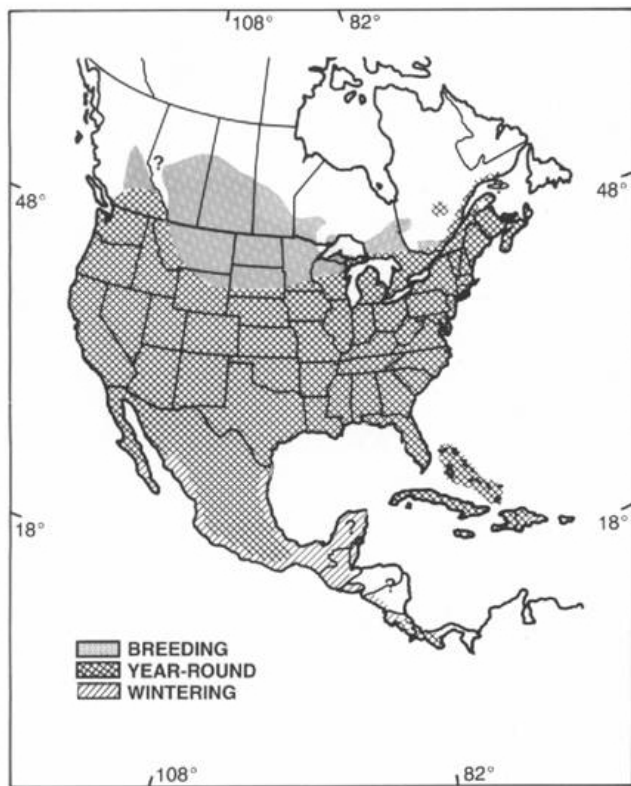 108° 82°
?
48° 48°
18° 18°
?
?
BREEDING
YEAR-ROUND
WINTERING
108° 82°